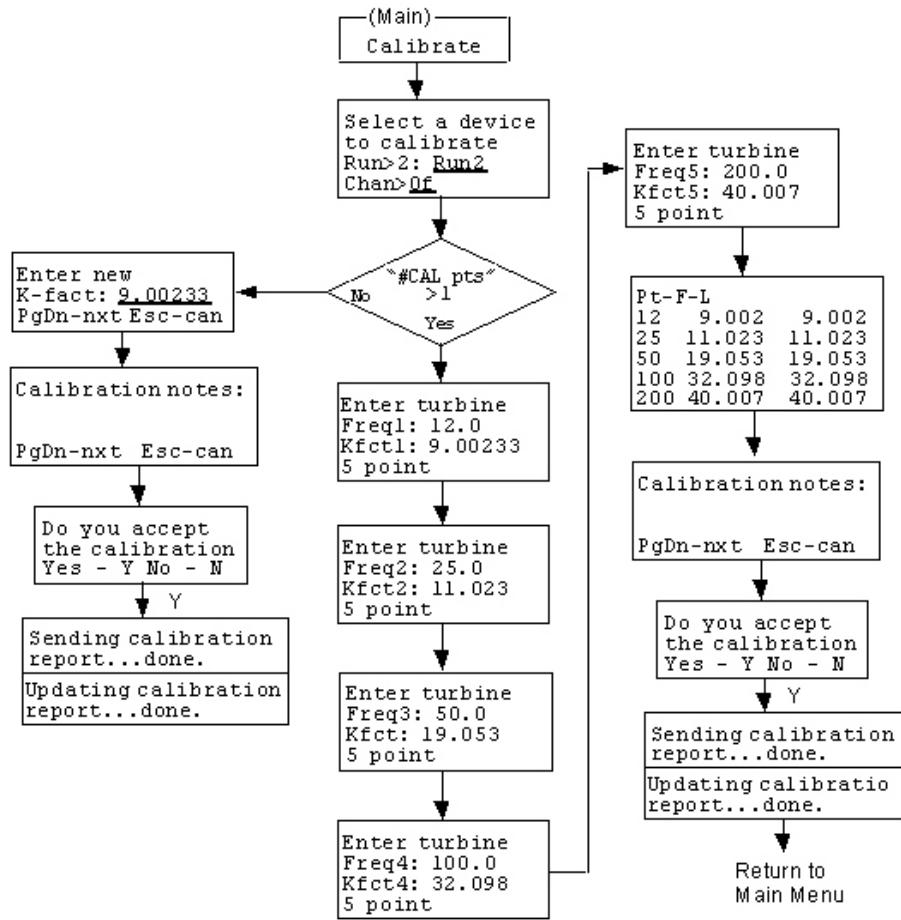 (Main)
Calibrate
Select a device
to calibrate
Run>2: Run2
Chan>0f
"#CAL pts"
>1
No
Yes
Enter new
K-fact: 9.00233
PgDn-nxt Esc-can
Calibration notes:
PgDn-nxt Esc-can
Do you accept
the calibration
Yes - Y No - N
Y
Sending calibration
report...done.
Updating calibration
report...done.
Enter turbine
Freq1: 12.0
Kfct1: 9.00233
5 point
Enter turbine
Freq2: 25.0
Kfct2: 11.023
5 point
Enter turbine
Freq3: 50.0
Kfct: 19.053
5 point
Enter turbine
Freq4: 100.0
Kfct4: 32.098
5 point
Enter turbine
Freq5: 200.0
Kfct5: 40.007
5 point
Pt-F-L
12 9.002 9.002
25 11.023 11.023
50 19.053 19.053
100 32.098 32.098
200 40.007 40.007
Calibration notes:
PgDn-nxt Esc-can
Do you accept
the calibration
Yes - Y No - N
Y
Sending calibration
report...done.
Updating calibratio
report...done.
Return to
Main Menu